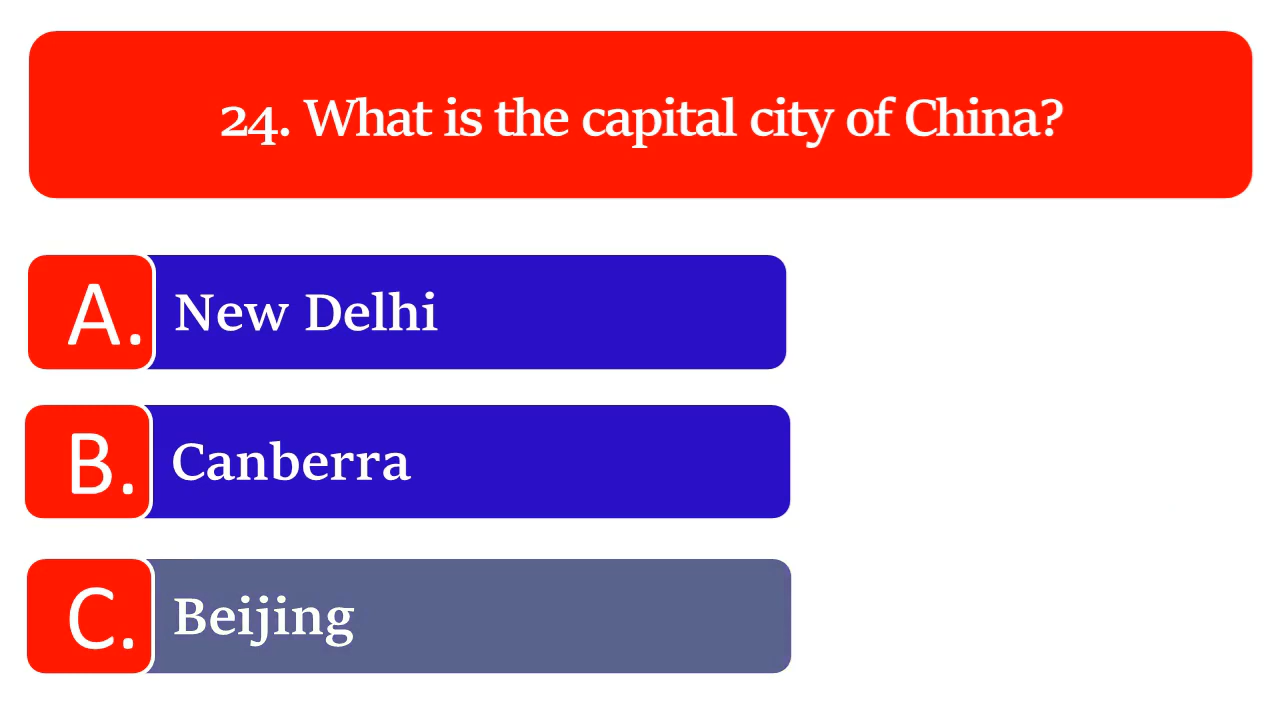 24. What is the capital city of China?
A. New Delhi
B. Canberra
C. Beijing